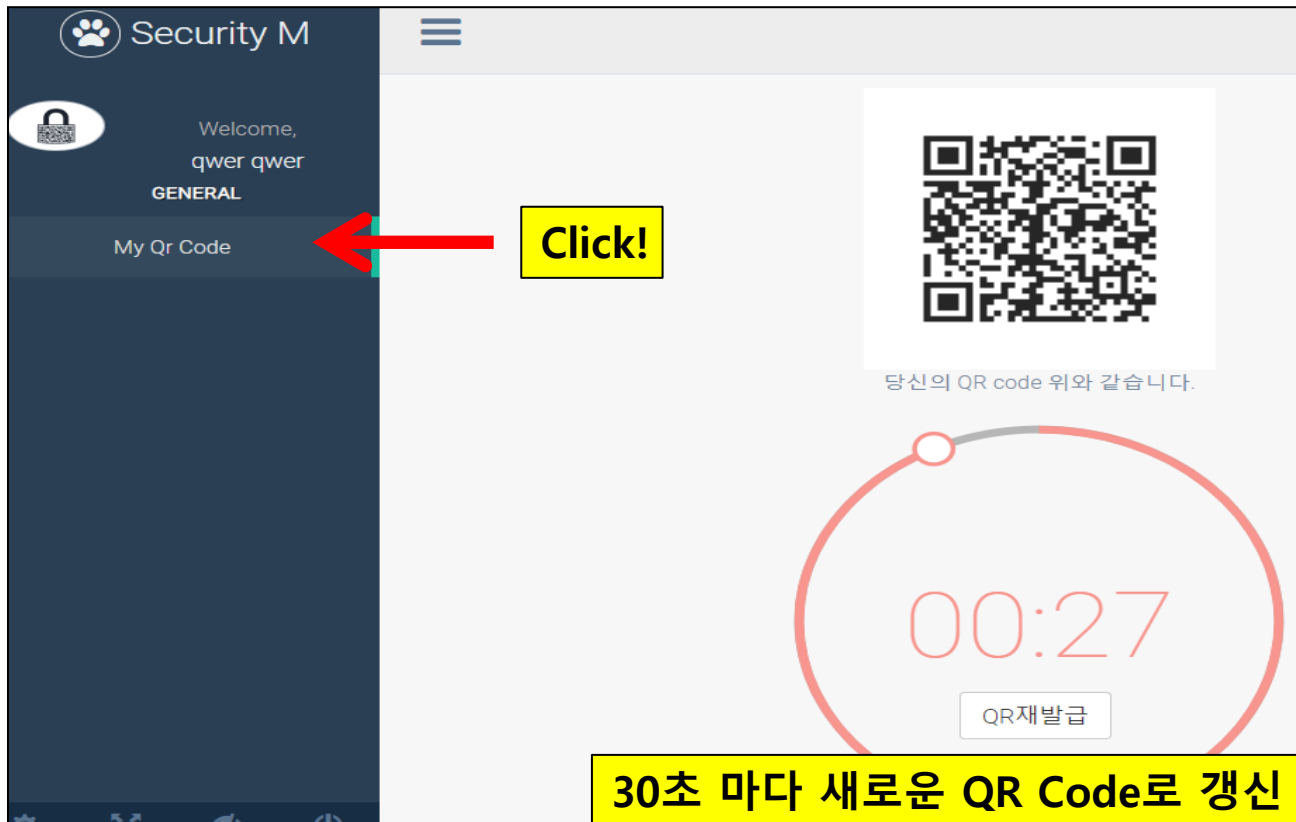 Security M
Welcome,
qwer qwer
GENERAL
My Qr Code
Click!
당신의 QR code 위와 같습니다.
00:27
QR재발급
30초 마다 새로운 QR Code로 갱신